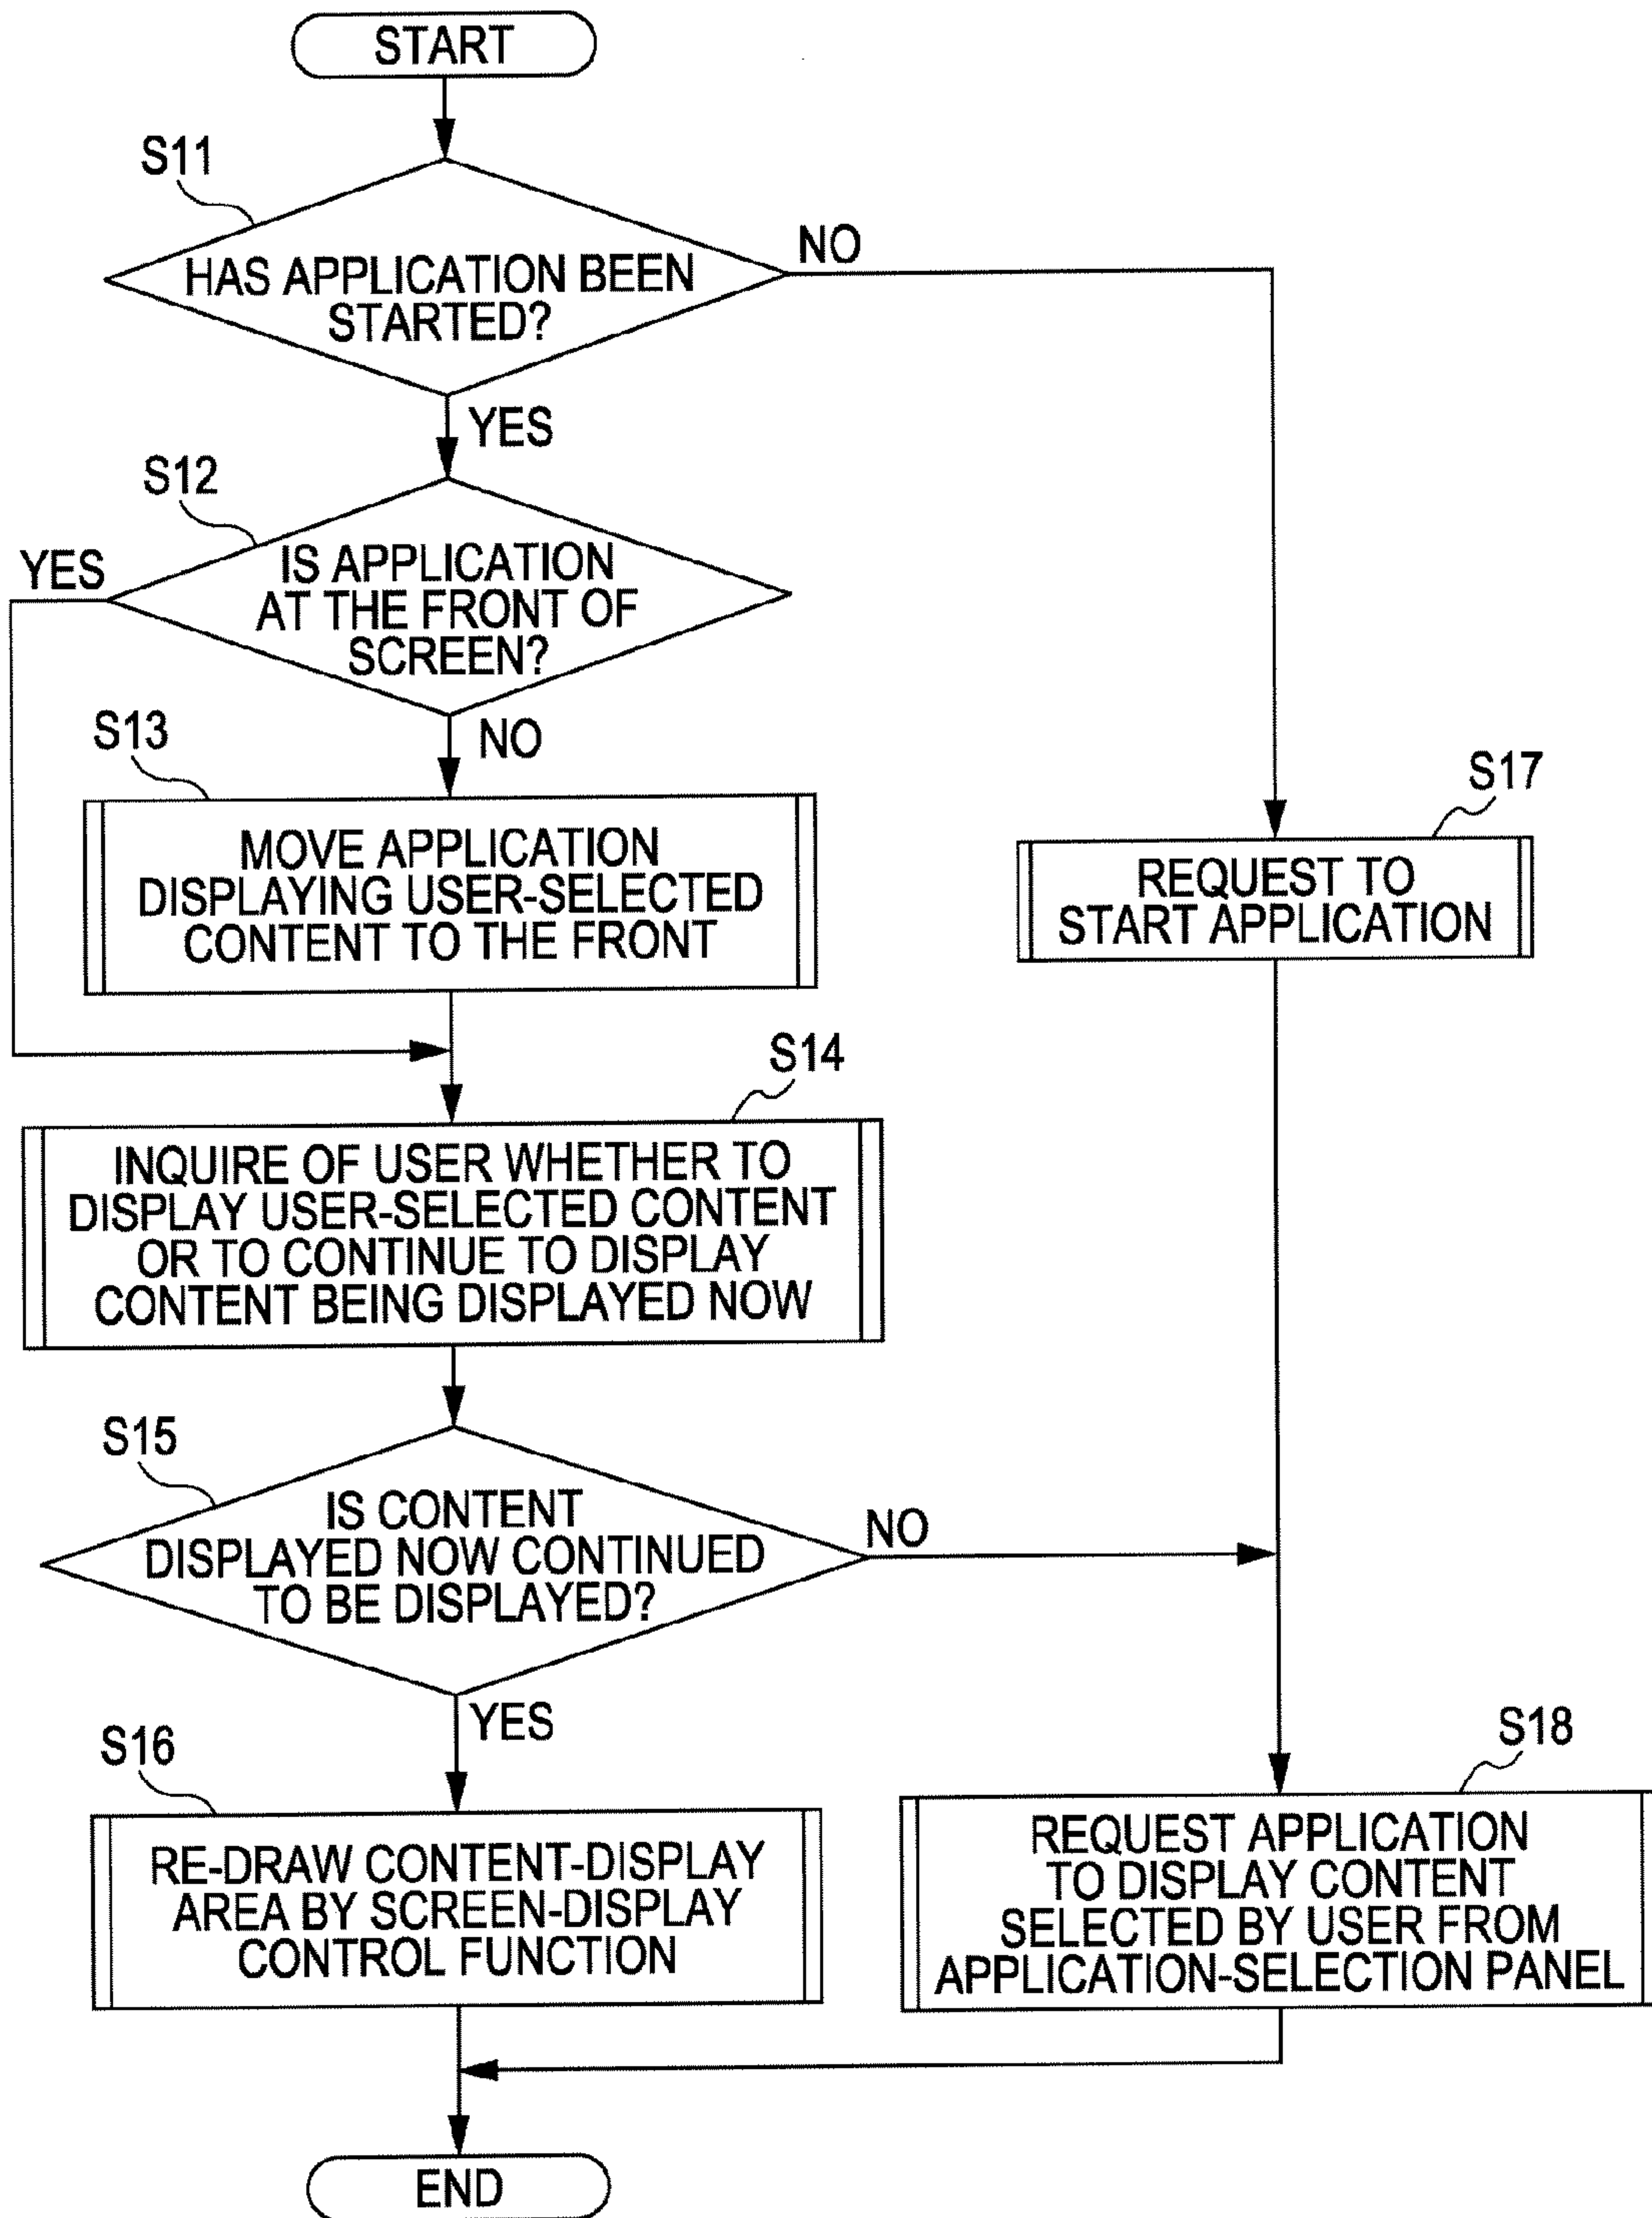 START
S11
HAS APPLICATION BEEN
STARTED?
NO
YES
S12
IS APPLICATION
AT THE FRONT OF
SCREEN?
YES
NO
S13
MOVE APPLICATION
DISPLAYING USER-SELECTED
CONTENT TO THE FRONT
S17
REQUEST TO
START APPLICATION
S14
INQUIRE OF USER WHETHER TO
DISPLAY USER-SELECTED CONTENT
OR TO CONTINUE TO DISPLAY
CONTENT BEING DISPLAYED NOW
S15
IS CONTENT
DISPLAYED NOW CONTINUED
TO BE DISPLAYED?
NO
YES
S16
RE-DRAW CONTENT-DISPLAY
AREA BY SCREEN-DISPLAY
CONTROL FUNCTION
S18
REQUEST APPLICATION
TO DISPLAY CONTENT
SELECTED BY USER FROM
APPLICATION-SELECTION PANEL
END